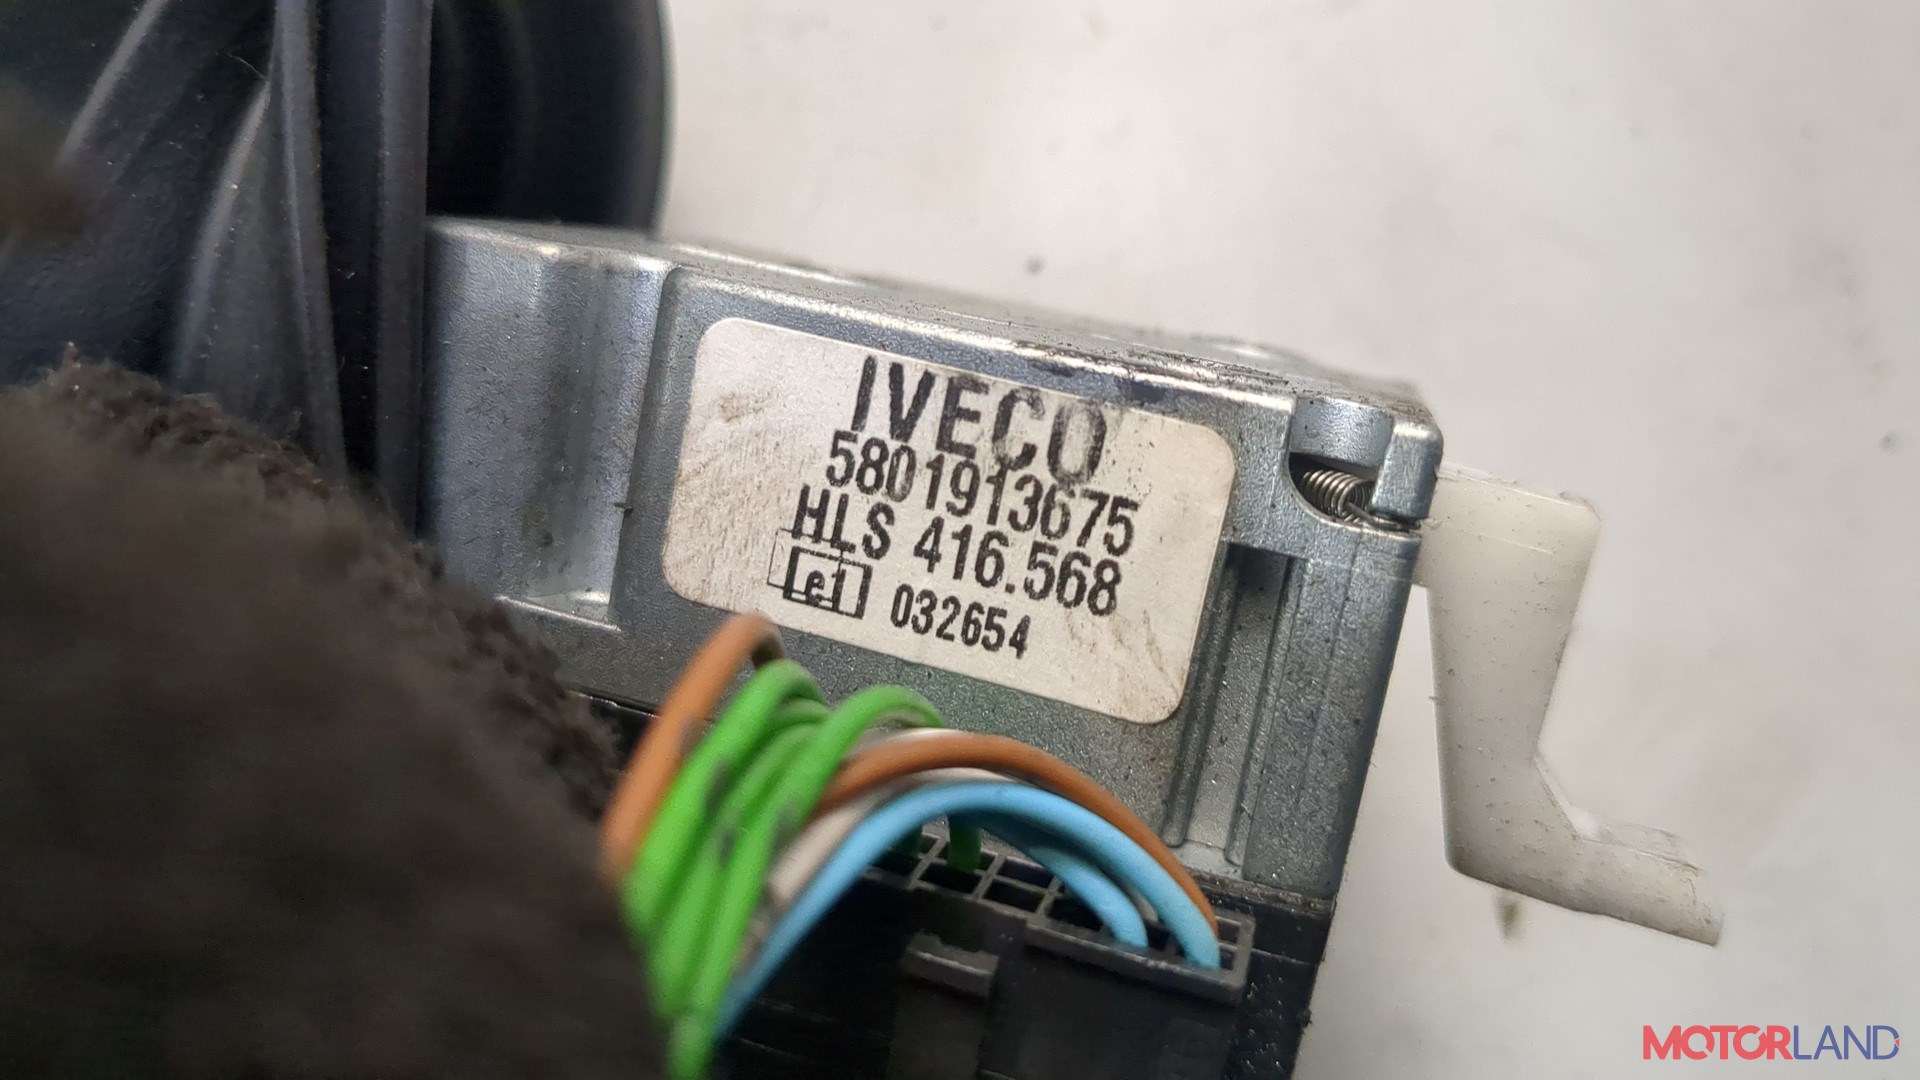 IVECO
5801913675
HLS 416.568
e1 032654
MOTORLAND